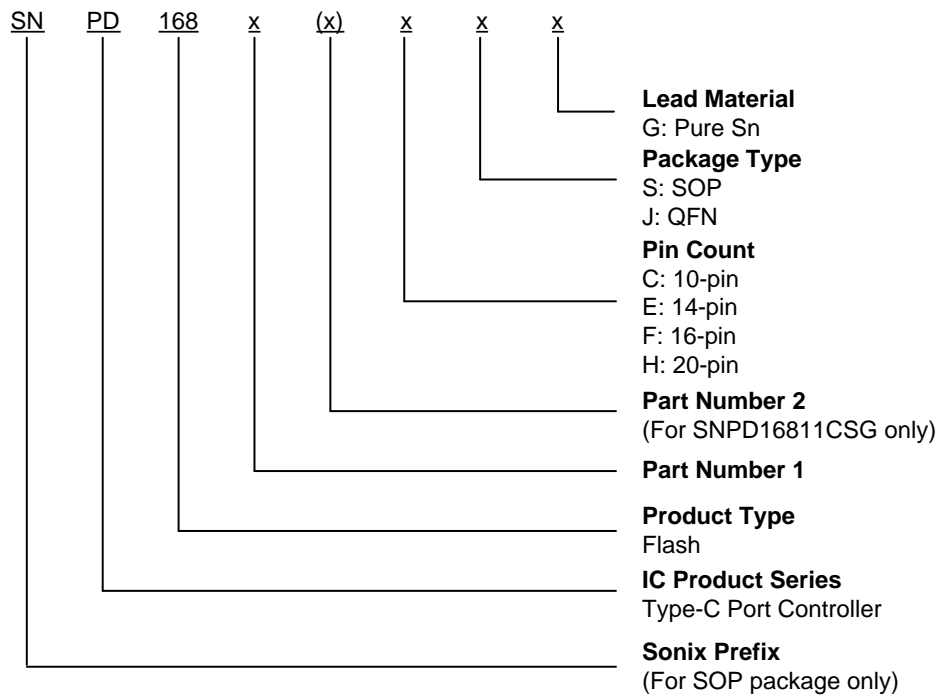 SN PD 168 x (x) x x x
Lead Material
G: Pure Sn
Package Type
S: SOP
J: QFN
Pin Count
C: 10-pin
E: 14-pin
F: 16-pin
H: 20-pin
Part Number 2
(For SNPD16811CSG only)
Part Number 1
Product Type
Flash
IC Product Series
Type-C Port Controller
Sonix Prefix
(For SOP package only)